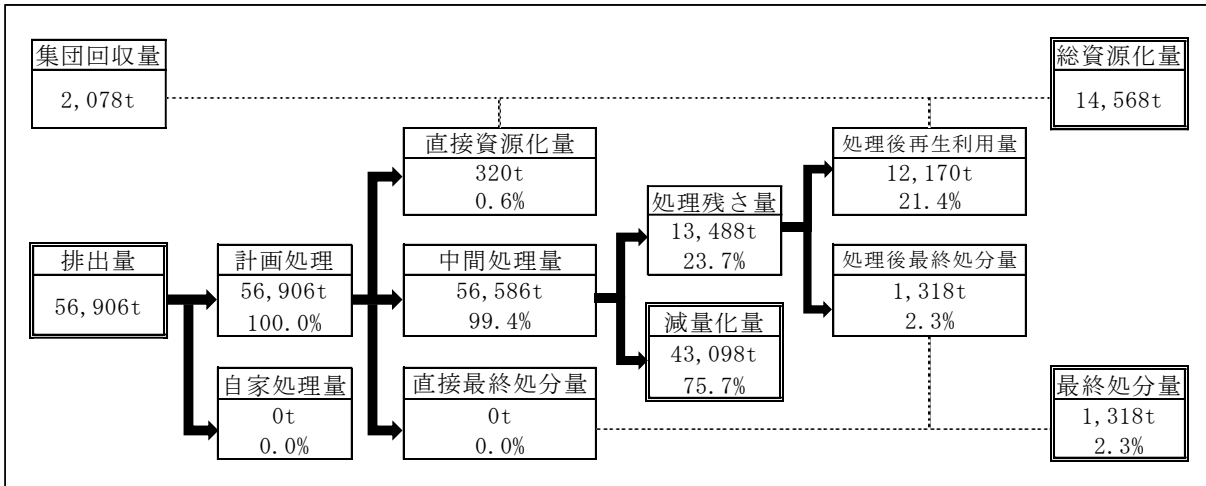 集団回収量
2,078t
総資源化量
14,568t
直接資源化量
320t
0.6%
処理後再生利用量
12,170t
21.4%
処理残さ量
13,488t
23.7%
排出量
56,906t
計画処理
56,906t
100.0%
中間処理量
56,586t
99.4%
処理後最終処分量
1,318t
2.3%
減量化量
43,098t
75.7%
自家処理量
0t
0.0%
直接最終処分量
0t
0.0%
最終処分量
1,318t
2.3%